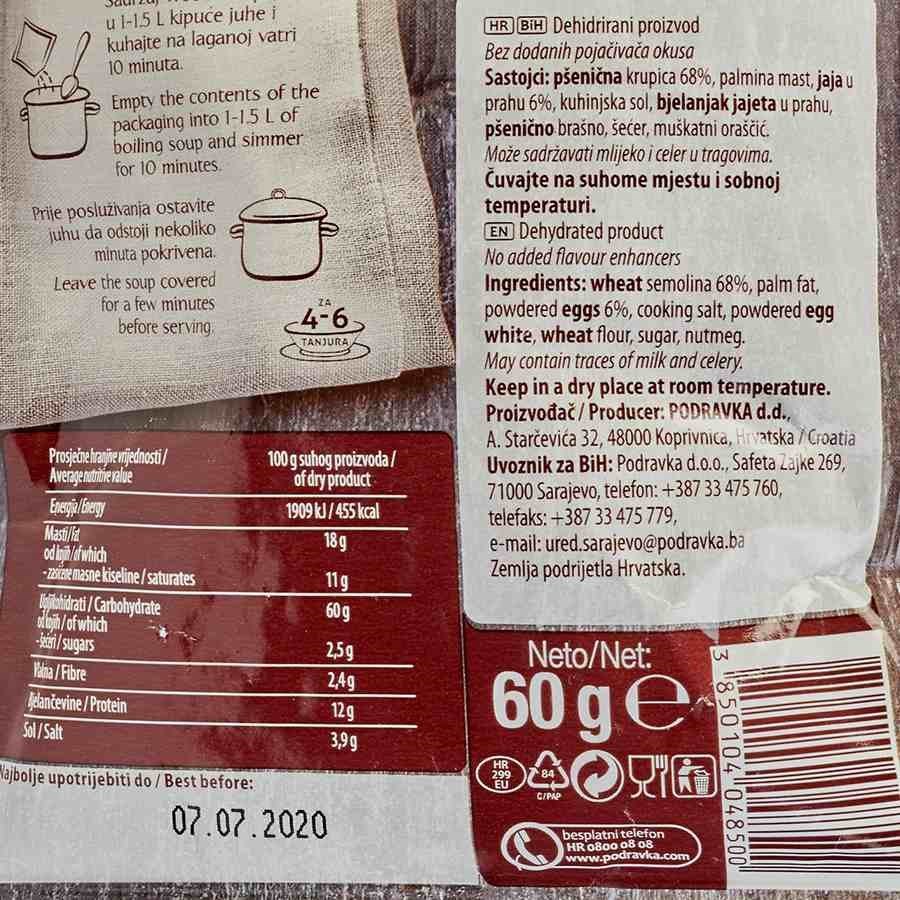 u 1-1.5 L kipuće juhe i
kuhajte na laganoj vatri
10 minuta.
Empty the contents of the
packaging into 1-1.5 L of
boiling soup and simmer
for 10 minutes.
Prije posluživanja ostavite
juhu da odstoji nekoliko
minuta pokrivena.
Leave the soup covered
for a few minutes
before serving.
ZA
4-6
TANJURA
Prosječne hranjive vrijednosti /
Average nutritive value
100 g suhog proizvoda /
of dry product
Energija/Energy 1909 kJ / 455 kcal
Masti/fat 18 g
od kojih/of which
- zasićene masne kiseline / saturates 11 g
Ugljikohidrati / Carbohydrate 60 g
od kojih / of which
- šećeri / sugars 2,5 g
Vlakna / Fibre 2,4 g
Bjelančevine / Protein 12 g
Sol / Salt 3,9 g
Najbolje upotrijebiti do / Best before:
07.07.2020
HR BiH Dehidrirani proizvod
Bez dodanih pojačivača okusa
Sastojci: pšenična krupica 68%, palmina mast, jaja u
prahu 6%, kuhinjska sol, bjelanjak jajeta u prahu,
pšenično brašno, šećer, muškatni oraščić.
Može sadržavati mlijeko i celer u tragovima.
Čuvajte na suhome mjestu i sobnoj
temperaturi.
EN Dehydrated product
No added flavour enhancers
Ingredients: wheat semolina 68%, palm fat,
powdered eggs 6%, cooking salt, powdered egg
white, wheat flour, sugar, nutmeg.
May contain traces of milk and celery.
Keep in a dry place at room temperature.
Proizvođač / Producer: PODRAVKA d.d.,
A. Starčevića 32, 48000 Koprivnica, Hrvatska / Croatia
Uvoznik za BiH: Podravka d.o.o., Safeta Zajke 269,
71000 Sarajevo, telefon: +387 33 475 760,
telefaks: +387 33 475 779,
e-mail: ured.sarajevo@podravka.ba
Zemlja podrijetla Hrvatska.
Neto/Net:
60 g e
HR
299
EU
84
C/PAP
besplatni telefon
HR 0800 08 08
www.podravka.com
3 850104 048500